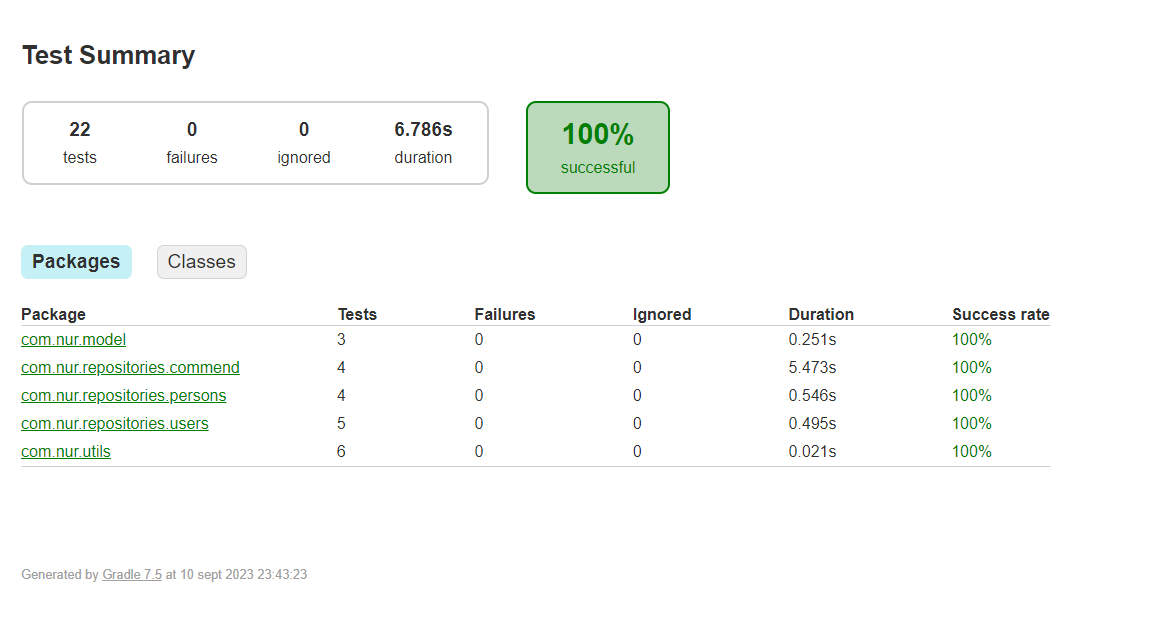 Test Summary
22 0 0 6.786s
tests failures ignored duration
100%
successful
Packages Classes
Package Tests Failures Ignored Duration Success rate
com.nur.model 3 0 0 0.251s 100%
com.nur.repositories.commend 4 0 0 5.473s 100%
com.nur.repositories.persons 4 0 0 0.546s 100%
com.nur.repositories.users 5 0 0 0.495s 100%
com.nur.utils 6 0 0 0.021s 100%
Generated by Gradle 7.5 at 10 sept 2023 23:43:23